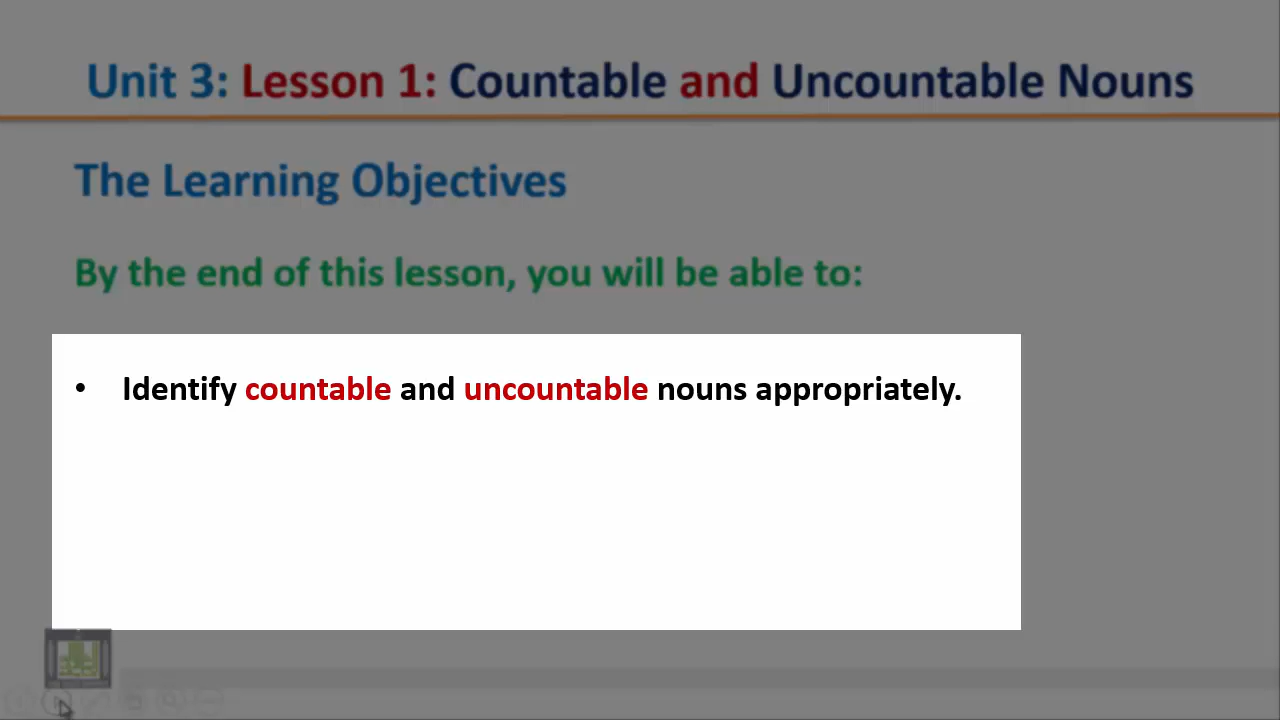 Unit 3: Lesson 1: Countable and Uncountable Nouns
The Learning Objectives
By the end of this lesson, you will be able to:
• Identify countable and uncountable nouns appropriately.